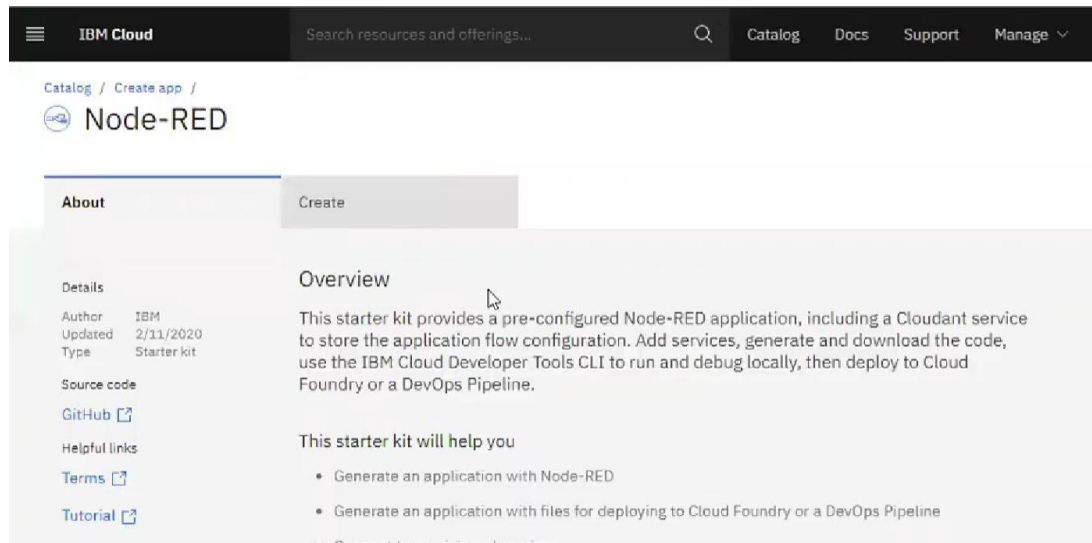 IBM Cloud
Search resources and offerings...
Catalog
Docs
Support
Manage
Catalog / Create app /
Node-RED
About
Create
Details
Author IBM
Updated 2/11/2020
Type Starter kit
Source code
GitHub
Helpful links
Terms
Tutorial
Overview
This starter kit provides a pre-configured Node-RED application, including a Cloudant service
to store the application flow configuration. Add services, generate and download the code,
use the IBM Cloud Developer Tools CLI to run and debug locally, then deploy to Cloud
Foundry or a DevOps Pipeline.
This starter kit will help you
• Generate an application with Node-RED
• Generate an application with files for deploying to Cloud Foundry or a DevOps Pipeline